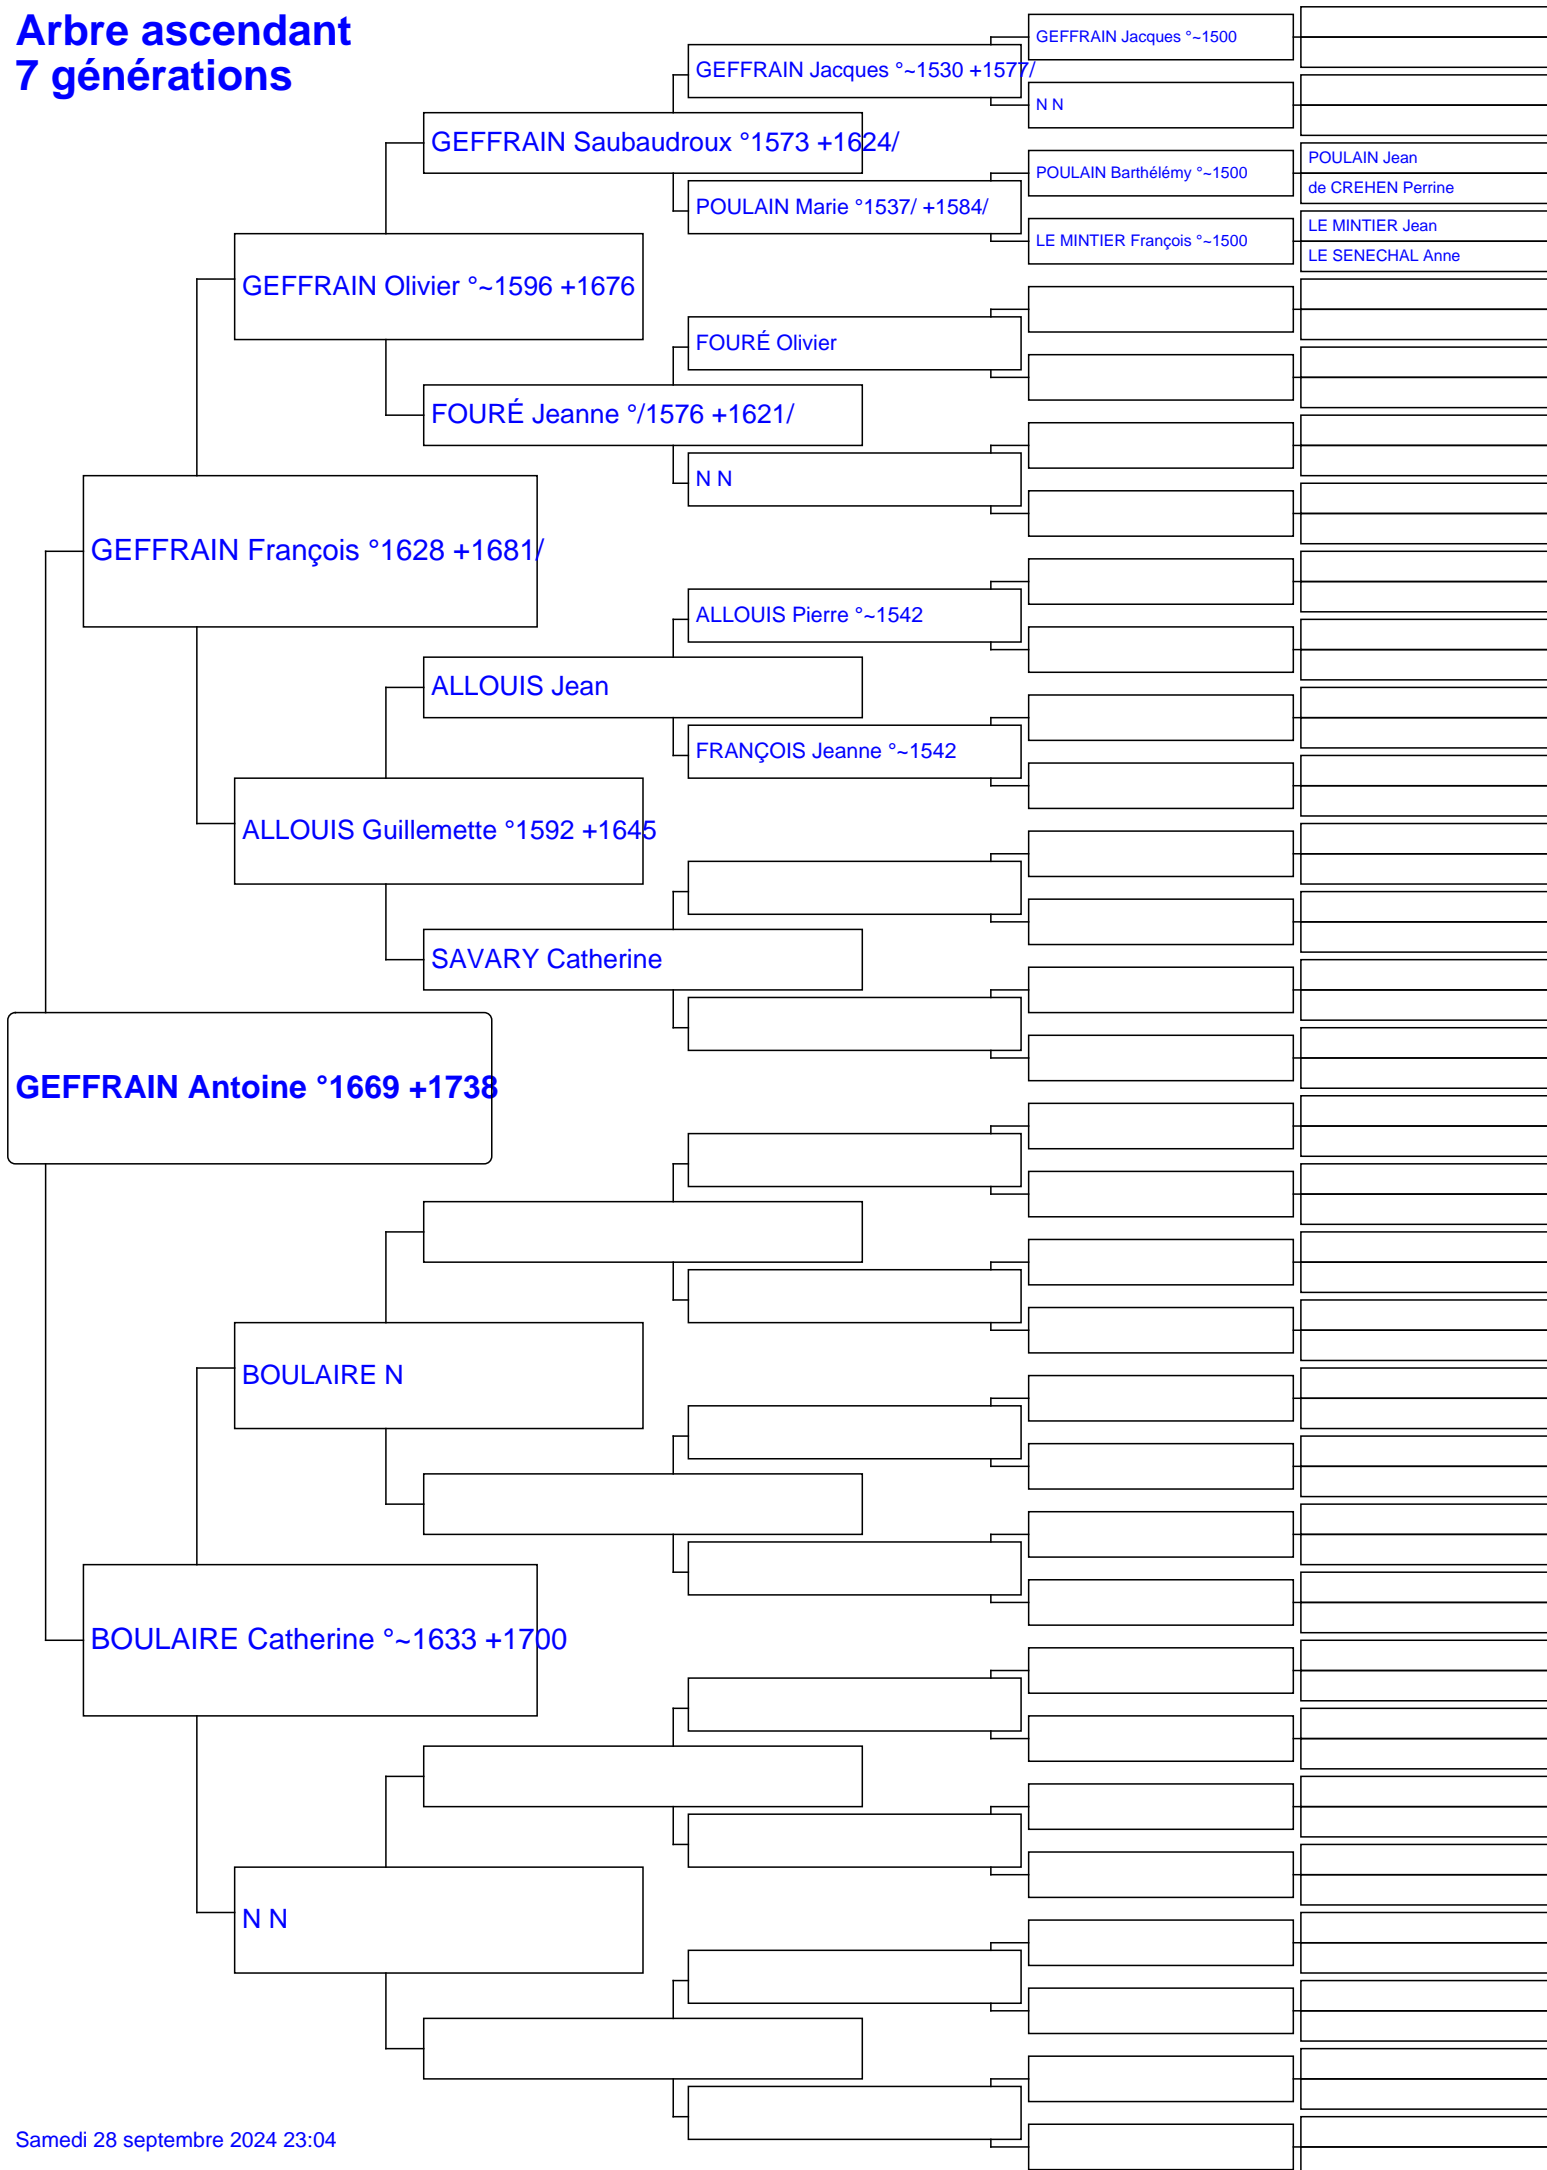 Arbre ascendant
7 générations
GEFFRAIN Jacques °~1500
GEFFRAIN Jacques °~1530 +1577/
N N
GEFFRAIN Saubaudroux °1573 +1624/
POULAIN Jean
POULAIN Barthélémy °~1500
de CREHEN Perrine
POULAIN Marie °1537/ +1584/
LE MINTIER Jean
LE MINTIER François °~1500
LE SENECHAL Anne
GEFFRAIN Olivier °~1596 +1676
FOURÉ Olivier
FOURÉ Jeanne °/1576 +1621/
N N
GEFFRAIN François °1628 +1681/
ALLOUIS Pierre °~1542
ALLOUIS Jean
FRANÇOIS Jeanne °~1542
ALLOUIS Guillemette °1592 +1645
SAVARY Catherine
GEFFRAIN Antoine °1669 +1738
BOULAIRE N
BOULAIRE Catherine °~1633 +1700
N N
Samedi 28 septembre 2024 23:04